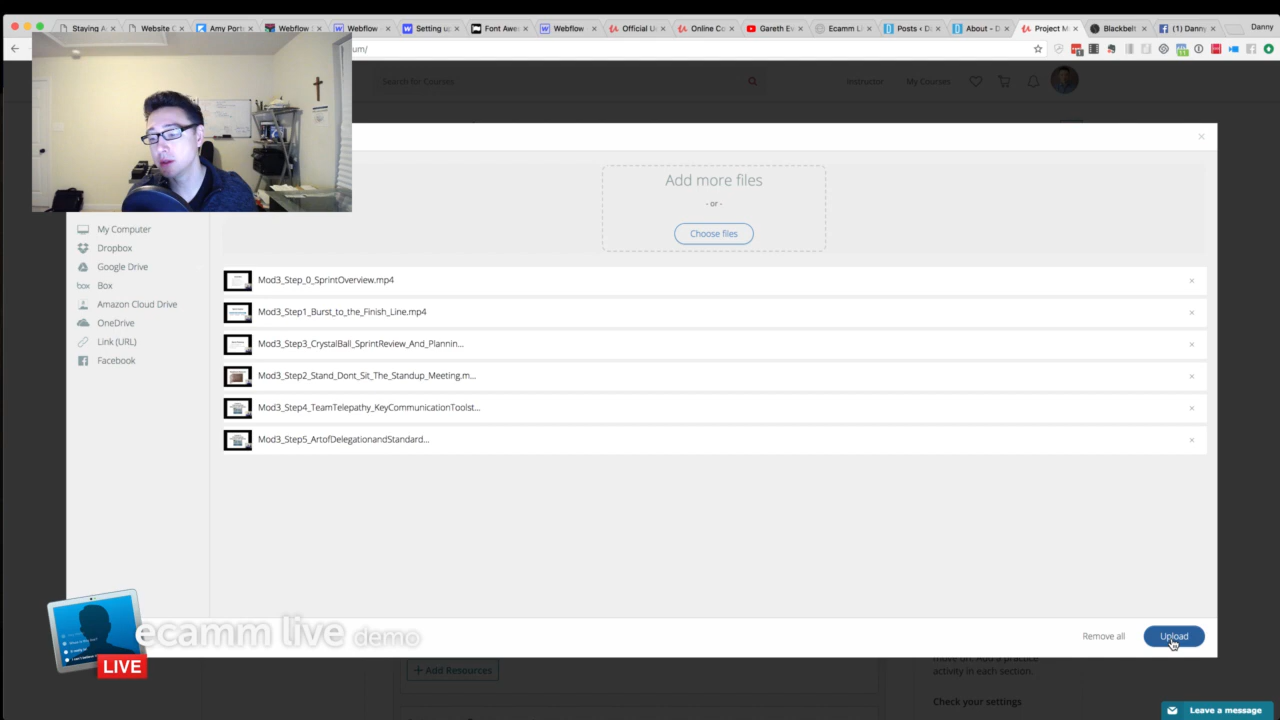 Staying A
Website C
Amy Port
Webflow
Webflow
Setting up
Font Awe
Webflow
Official U
Online Co
Gareth Ev
Ecamm Li
Posts ‹ D
About – D
Project M
Blackbelt
(1) Danny
Danny
um/
Search for Courses
Instructor
My Courses
Add more files
- or -
Choose files
My Computer
Dropbox
Google Drive
box Box
Amazon Cloud Drive
OneDrive
Link (URL)
Facebook
Mod3_Step_0_SprintOverview.mp4
Mod3_Step1_Burst_to_the_Finish_Line.mp4
Mod3_Step3_CrystalBall_SprintReview_And_Plannin...
Mod3_Step2_Stand_Dont_Sit_The_Standup_Meeting.m...
Mod3_Step4_TeamTelepathy_KeyCommunicationToolst...
Mod3_Step5_ArtofDelegationandStandard...
Remove all
Upload
ecamm live demo
LIVE
+ Add Resources
move on. Add a practice
activity in each section.
Check your settings
Leave a message